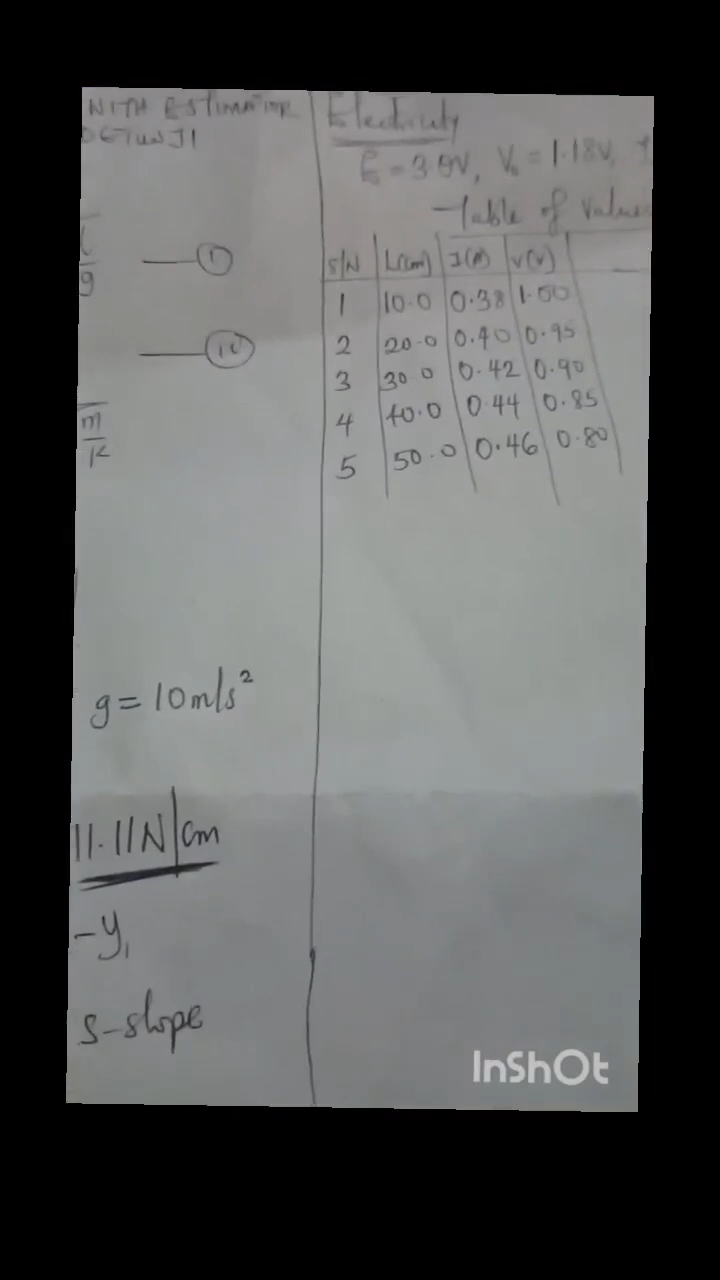 WITH ESTIMATION
DETUNJI
l
g
(i)
(ii)
m
k
g = 10m/s²
11.11N/cm
-y₁
s-slope
Electricity
E = 3.0V, V₀ = 1.18V,
Table of Value
S/N L(cm) I(A) V(V)
1 10.0 0.38 1.00
2 20.0 0.40 0.95
3 30.0 0.42 0.90
4 40.0 0.44 0.85
5 50.0 0.46 0.80
InShOt